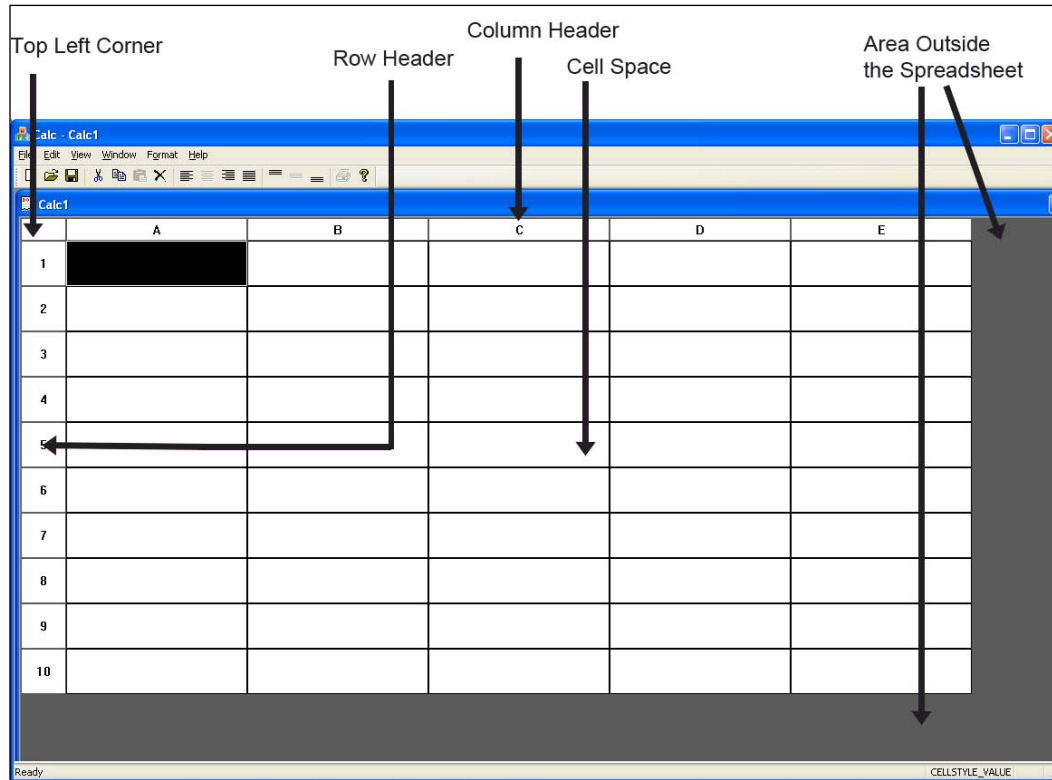 Column Header
Top Left Corner
Row Header
Cell Space
Area Outside
the Spreadsheet
Calc - Calc1
File Edit View Window Format Help
Calc1
A B C D E
1
2
3
4
5
6
7
8
9
10
Ready CELLSTYLE_VALUE